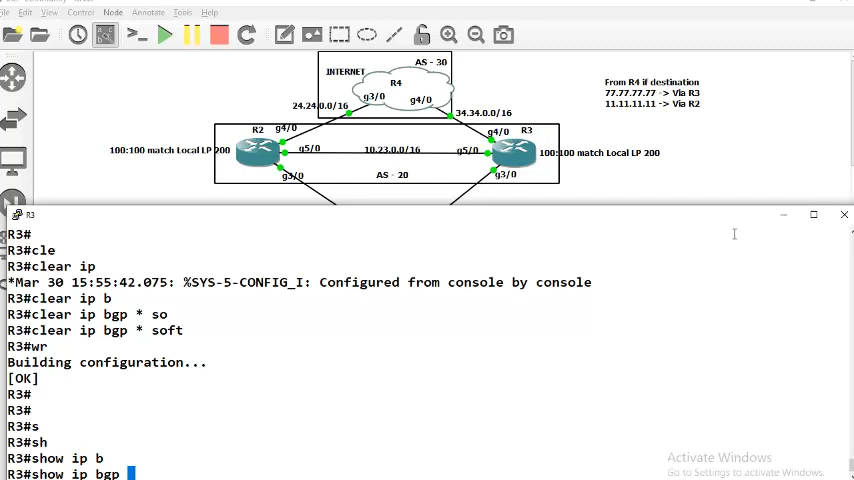 File Edit View Control Node Annotate Tools Help
INTERNET
AS - 30
R4
g3/0
g4/0
24.24.0.0/16
34.34.0.0/16
From R4 if destination
77.77.77.77 -> Via R3
11.11.11.11 -> Via R2
R2
g4/0
g4/0
R3
100:100 match Local LP 200
g5/0
10.23.0.0/16
g5/0
100:100 match Local LP 200
g3/0
AS - 20
g3/0
R3
R3#
R3#cle
R3#clear ip
*Mar 30 15:55:42.075: %SYS-5-CONFIG_I: Configured from console by console
R3#clear ip b
R3#clear ip bgp * so
R3#clear ip bgp * soft
R3#wr
Building configuration...
[OK]
R3#
R3#
R3#s
R3#sh
R3#show ip b
R3#show ip bgp
Activate Windows
Go to Settings to activate Windows.